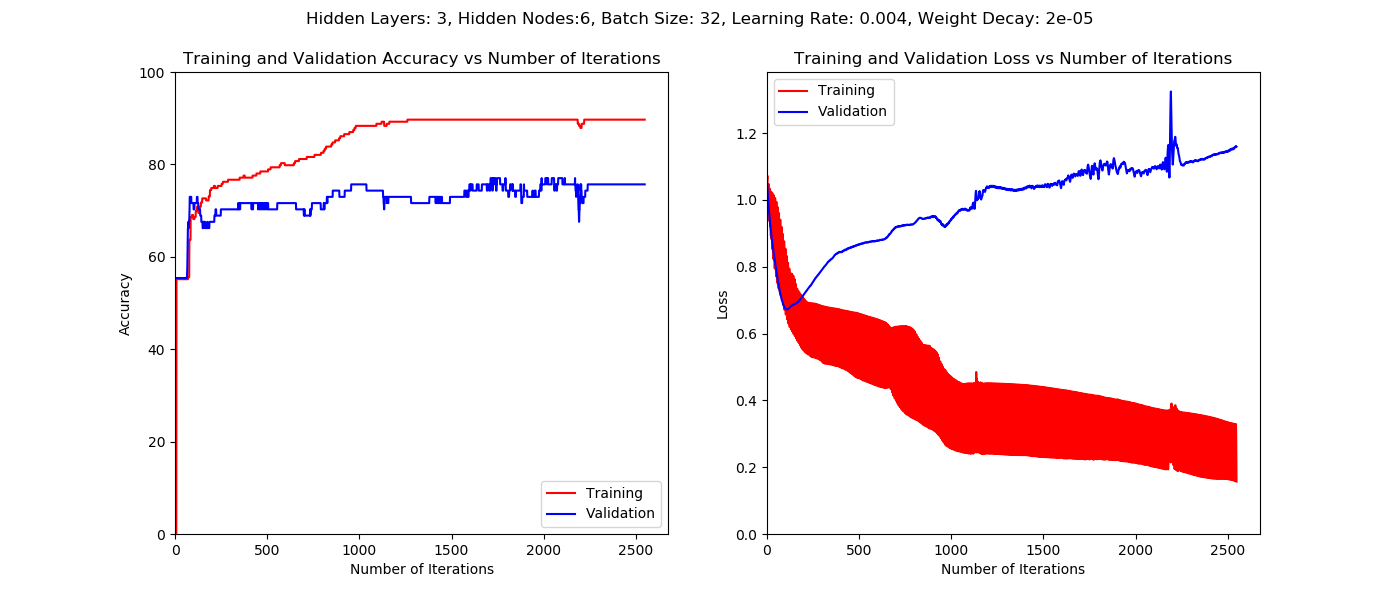 Hidden Layers: 3, Hidden Nodes:6, Batch Size: 32, Learning Rate: 0.004, Weight Decay: 2e-05
Training and Validation Accuracy vs Number of Iterations
100
80
60
40
20
0
Accuracy
0 500 1000 1500 2000 2500
Number of Iterations
Training
Validation
Training and Validation Loss vs Number of Iterations
Training
Validation
1.2
1.0
0.8
0.6
0.4
0.2
0.0
Loss
0 500 1000 1500 2000 2500
Number of Iterations